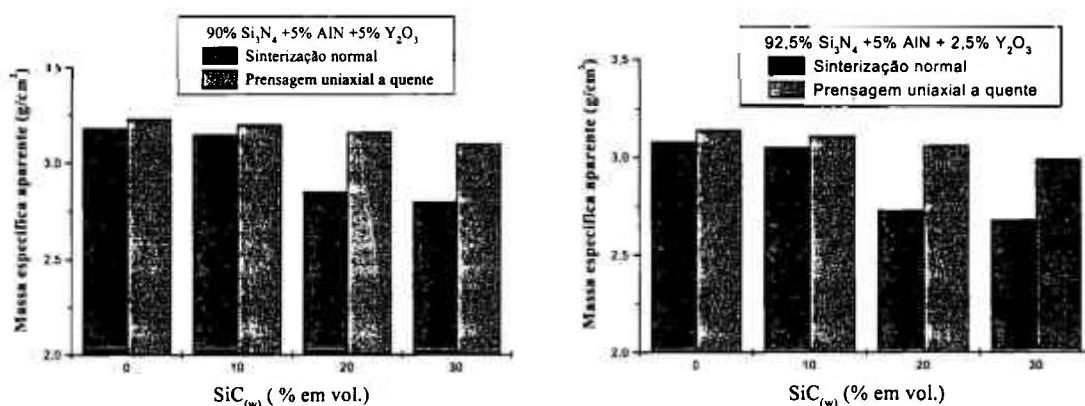 90% Si₃N₄ +5% AlN +5% Y₂O₃
Sinterização normal
Prensagem uniaxial a quente
Massa específica aparente (g/cm³)
3,5
3.0
2.5
2.0
0
10
20
30
SiC(w) ( % em vol.)
92,5% Si₃N₄ +5% AlN + 2,5% Y₂O₃
Sinterização normal
Prensagem uniaxial a quente
Massa específica aparente (g/cm³)
3,5
3,0
2.5
2.0
0
10
20
30
SiC(w) (% em vol.)